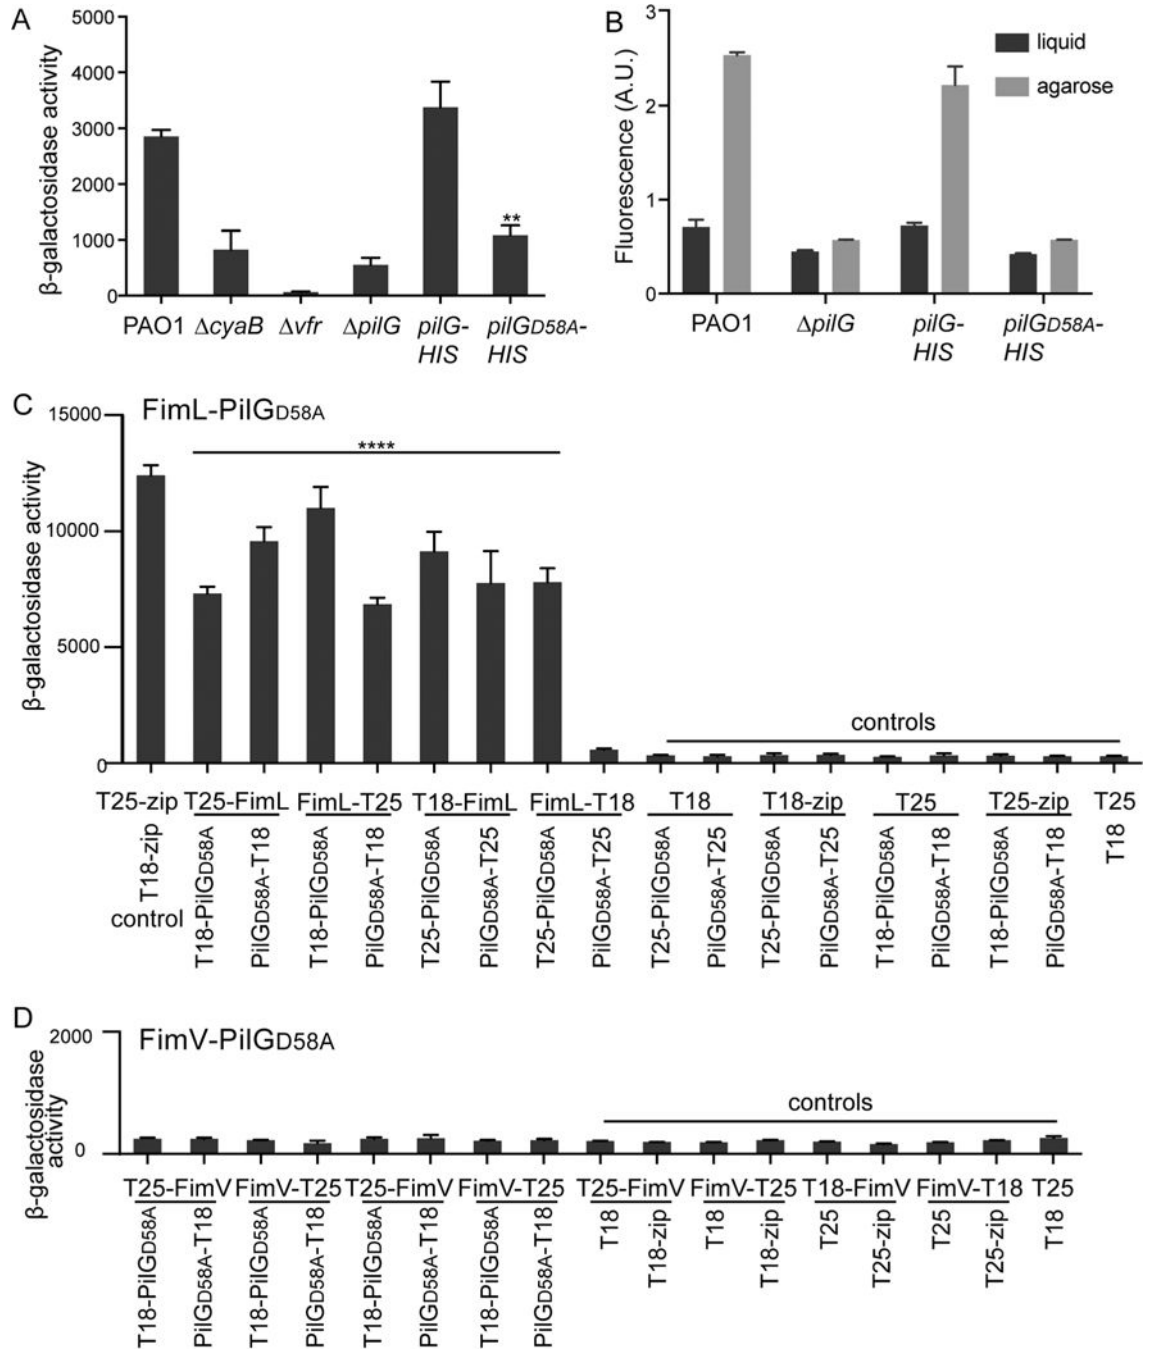 A
β-galactosidase activity
5000
4000
3000
2000
1000
0
**
PAO1 ΔcyaB Δvfr ΔpilG pilG- pilGD58A-
HIS HIS
B
Fluorescence (A.U.)
3
2
1
0
liquid
agarose
PAO1 ΔpilG pilG- pilGD58A-
HIS HIS
C
FimL-PilGD58A
β-galactosidase activity
15000
10000
5000
0
****
controls
T25-zip T25-FimL FimL-T25 T18-FimL FimL-T18 T18 T18-zip T25 T25-zip T25
T18-zip
T18-PilGD58A
PilGD58A-T18
T18-PilGD58A
PilGD58A-T18
T25-PilGD58A
PilGD58A-T25
T25-PilGD58A
PilGD58A-T25
T25-PilGD58A
PilGD58A-T25
T25-PilGD58A
PilGD58A-T25
T18-PilGD58A
PilGD58A-T18
T18-PilGD58A
PilGD58A-T18
T18
control
D
FimV-PilGD58A
β-galactosidase
activity
2000
0
controls
T25-FimV FimV-T25 T25-FimV FimV-T25 T25-FimV FimV-T25 T18-FimV FimV-T18 T25
T18-PilGD58A
PilGD58A-T18
T18-PilGD58A
PilGD58A-T18
T18-PilGD58A
PilGD58A-T18
T18-PilGD58A
PilGD58A-T18
T18
T18-zip
T18
T18-zip
T25
T25-zip
T25
T25-zip
T18